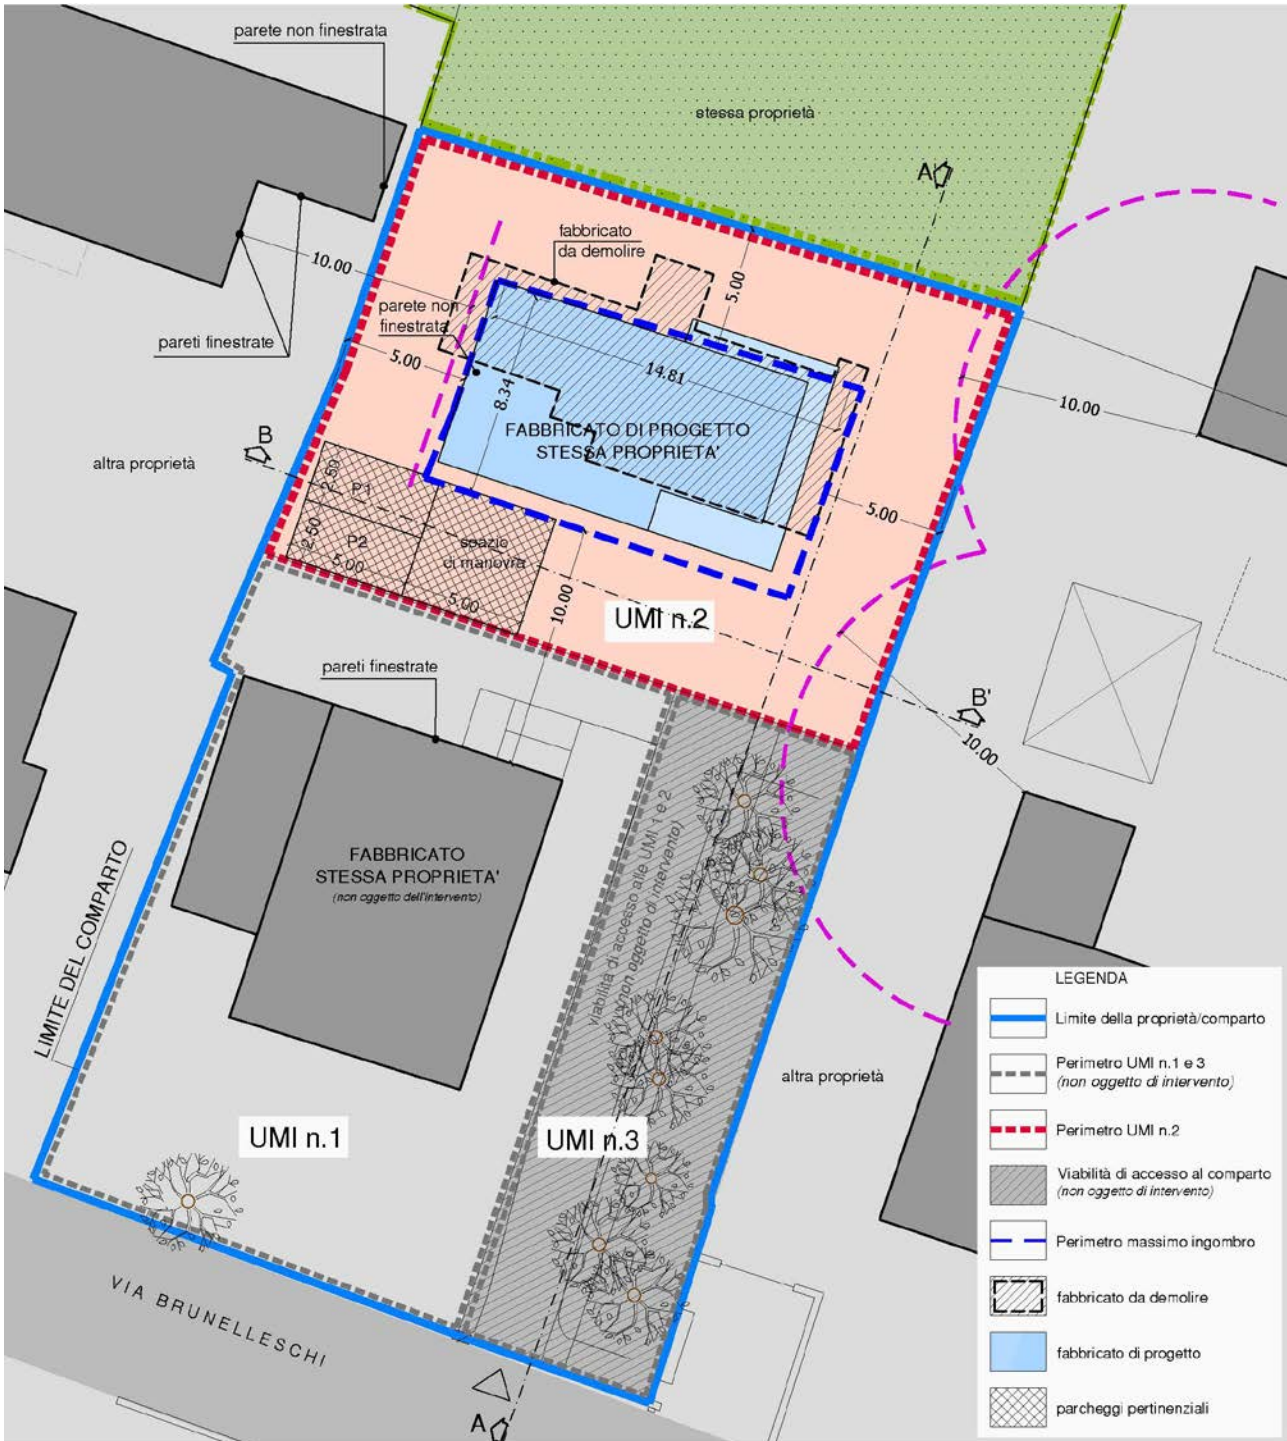 parete non finestrata
stessa proprietà
A
fabbricato
da demolire
10.00
5.00
parete non
finestrata
pareti finestrate
5.00
14.81
8.34
10.00
B
FABBRICATO DI PROGETTO
STESSA PROPRIETA'
altra proprietà
2.50
P1
5.00
2.50
P2
spazio
di manovra
5.00
5.00
10.00
UMI n.2
pareti finestrate
B'
10.00
viabilità di accesso alle UMI 1 e 2
(non oggetto di intervento)
FABBRICATO
STESSA PROPRIETA'
(non oggetto dell'intervento)
LIMITE DEL COMPARTO
altra proprietà
UMI n.1
UMI n.3
VIA BRUNELLESCHI
A
LEGENDA
Limite della proprietà/comparto
Perimetro UMI n.1 e 3
(non oggetto di intervento)
Perimetro UMI n.2
Viabilità di accesso al comparto
(non oggetto di intervento)
Perimetro massimo ingombro
fabbricato da demolire
fabbricato di progetto
parcheggi pertinenziali